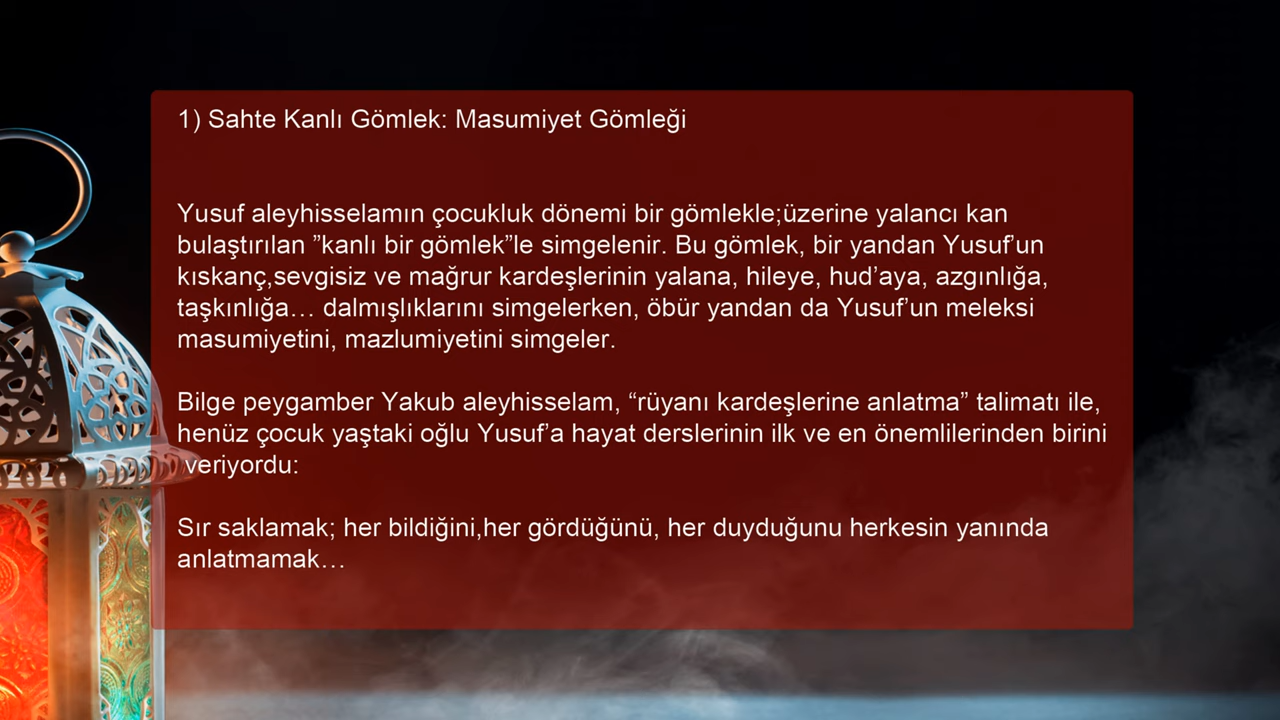 1) Sahte Kanlı Gömlek: Masumiyet Gömleği
Yusuf aleyhisselamın çocukluk dönemi bir gömlekle;üzerine yalancı kan
bulaştırılan ”kanlı bir gömlek”le simgelenir. Bu gömlek, bir yandan Yusuf’un
kıskanç,sevgisiz ve mağrur kardeşlerinin yalana, hileye, hud’aya, azgınlığa,
taşkınlığa… dalmışlıklarını simgelerken, öbür yandan da Yusuf’un meleksi
masumiyetini, mazlumiyetini simgeler.
Bilge peygamber Yakub aleyhisselam, “rüyanı kardeşlerine anlatma” talimatı ile,
henüz çocuk yaştaki oğlu Yusuf’a hayat derslerinin ilk ve en önemlilerinden birini
veriyordu:
Sır saklamak; her bildiğini,her gördüğünü, her duyduğunu herkesin yanında
anlatmamak…